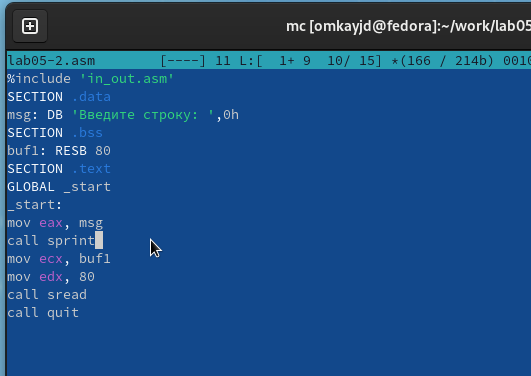 mc [omkayjd@fedora]:~/work/lab05
lab05-2.asm [----] 11 L:[ 1+ 9 10/ 15] *(166 / 214b) 0010
%include 'in_out.asm'
SECTION .data
msg: DB 'Введите строку: ',0h
SECTION .bss
buf1: RESB 80
SECTION .text
GLOBAL _start
_start:
mov eax, msg
call sprint
mov ecx, buf1
mov edx, 80
call sread
call quit